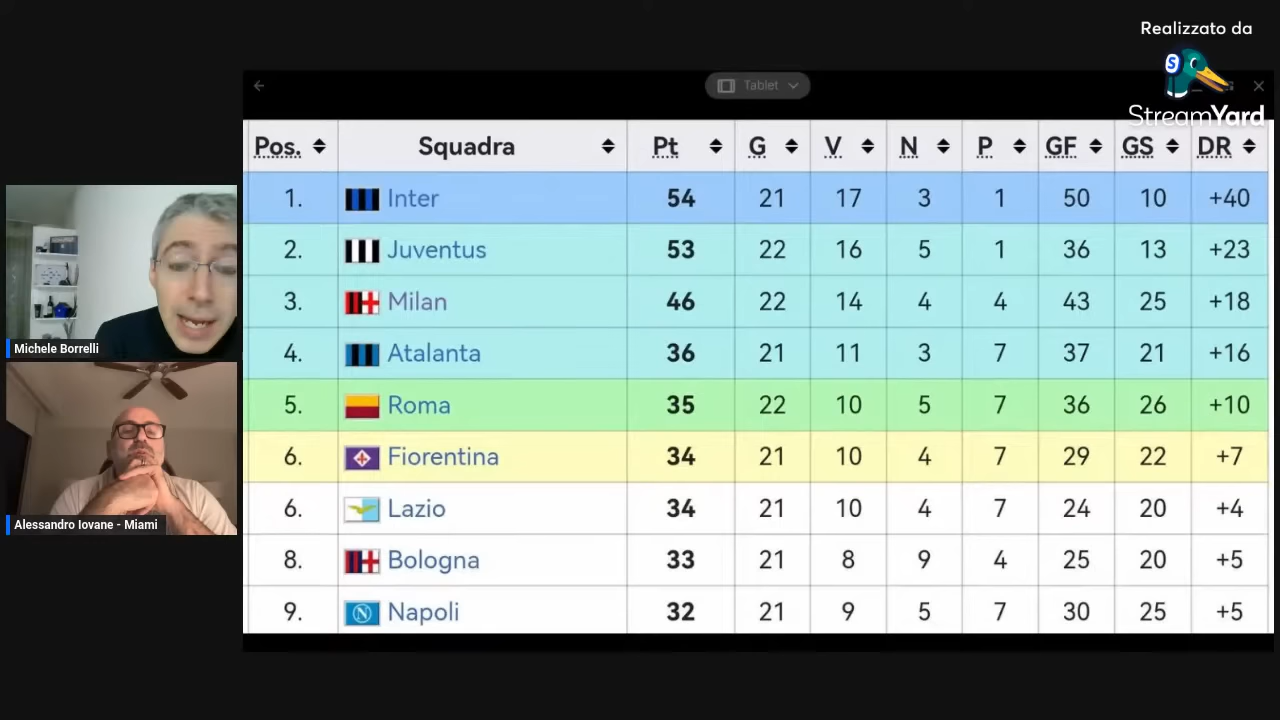 Realizzato da
StreamYard
Tablet
Pos. Squadra Pt G V N P GF GS DR
1. Inter 54 21 17 3 1 50 10 +40
2. Juventus 53 22 16 5 1 36 13 +23
3. Milan 46 22 14 4 4 43 25 +18
4. Atalanta 36 21 11 3 7 37 21 +16
5. Roma 35 22 10 5 7 36 26 +10
6. Fiorentina 34 21 10 4 7 29 22 +7
6. Lazio 34 21 10 4 7 24 20 +4
8. Bologna 33 21 8 9 4 25 20 +5
9. Napoli 32 21 9 5 7 30 25 +5
Michele Borrelli
Alessandro Iovane - Miami